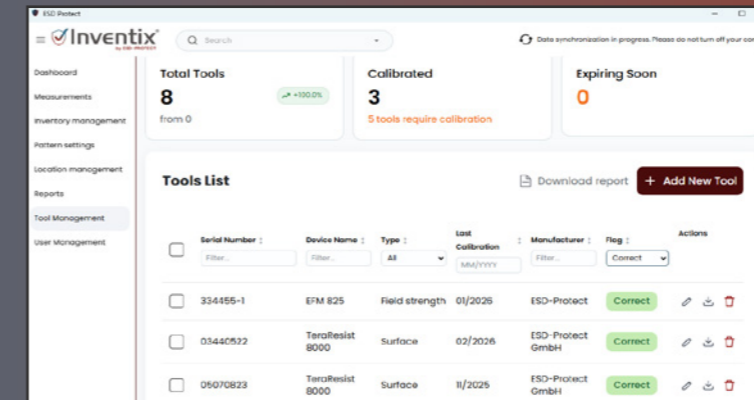 ESD Protect
Inventix
by ESD-PROTECT
Search
Data synchronization in progress. Please do not turn off your
Dashboard
Measurements
Inventory management
Pattern settings
Location management
Reports
Tool Management
User Management
Total Tools
8
+100.0%
from 0
Calibrated
3
5 tools require calibration
Expiring Soon
0
Tools List
Download report
+ Add New Tool
Serial Number
Device Name
Type
Last Calibration
Manufacturer
Flag
Actions
Filter...
Filter...
All
MM/YYYY
Filter...
Correct
334455-1 EFM 825 Field strength 01/2026 ESD-Protect Correct
03440522 TeraResist 8000 Surface 02/2026 ESD-Protect GmbH Correct
05070823 TeraResist 8000 Surface 11/2025 ESD-Protect GmbH Correct